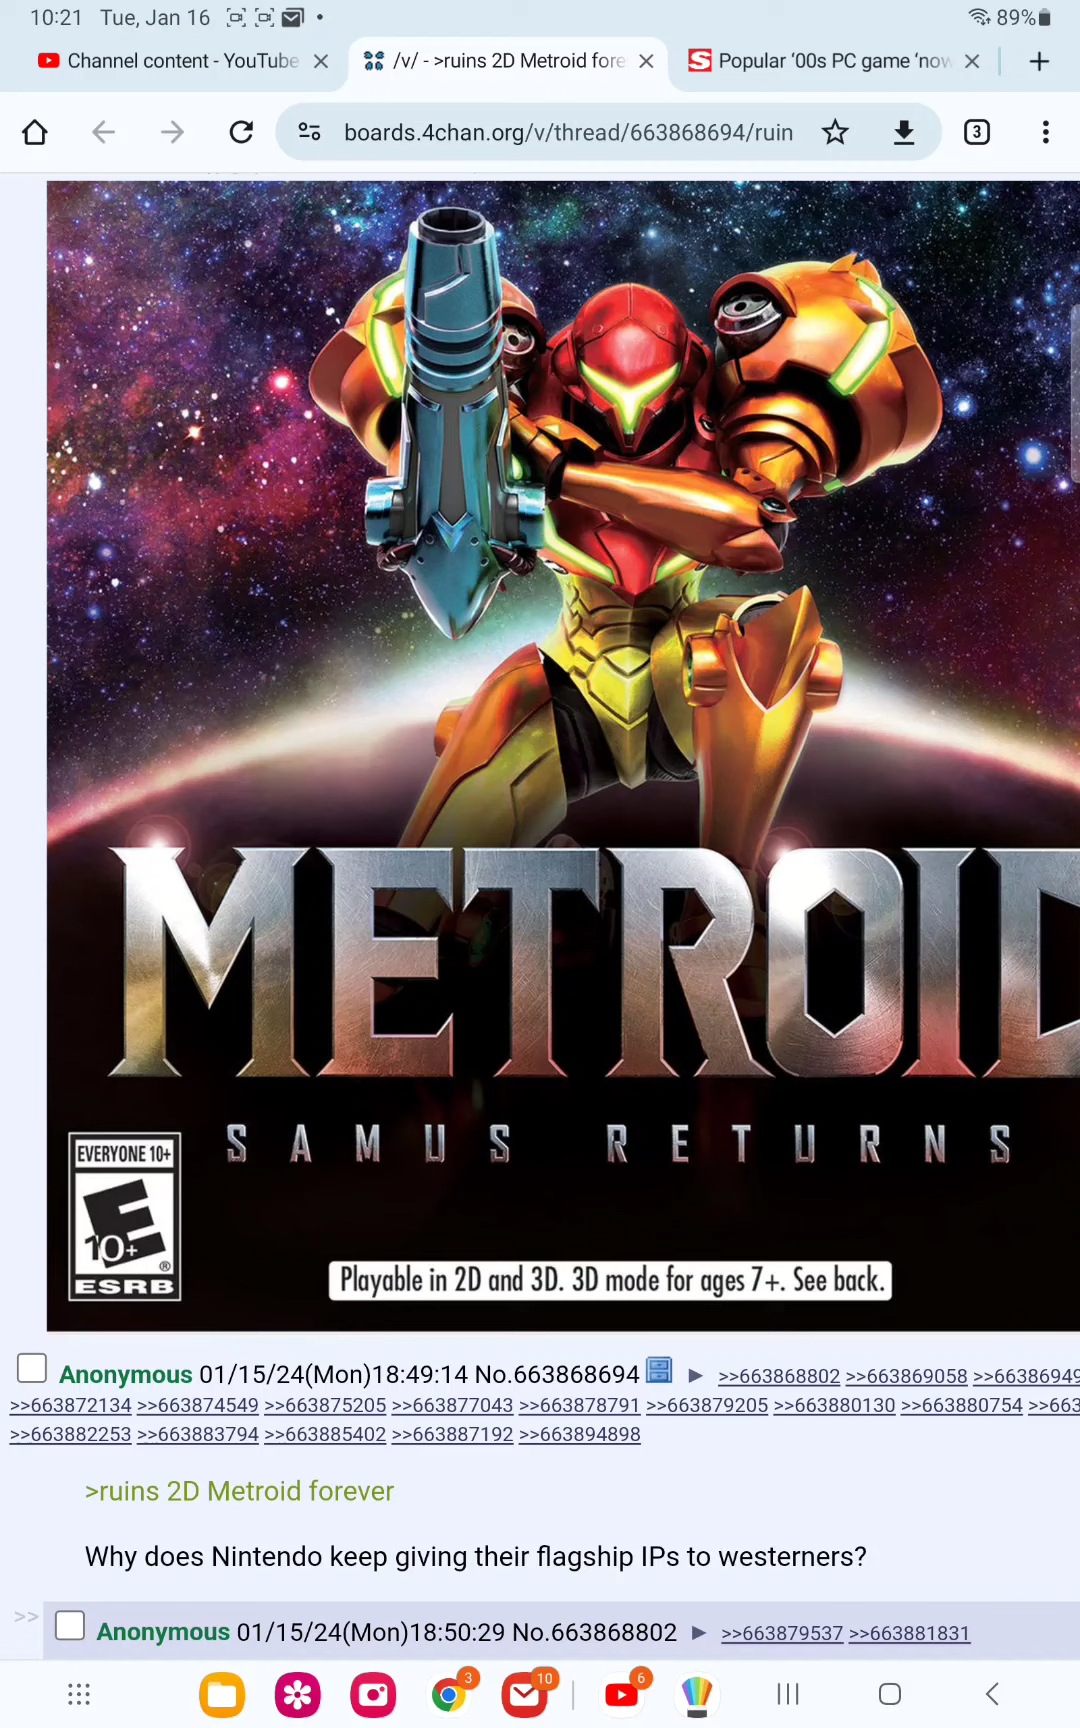 10:21 Tue, Jan 16 89%
Channel content - YouTube
/v/ - >ruins 2D Metroid fore
Popular '00s PC game 'now
boards.4chan.org/v/thread/663868694/ruin
3
METROID
SAMUS RETURNS
EVERYONE 10+
E
10+
®
ESRB
Playable in 2D and 3D. 3D mode for ages 7+. See back.
Anonymous 01/15/24(Mon)18:49:14 No.663868694 ▶ >>663868802 >>663869058 >>66386949
>>663872134 >>663874549 >>663875205 >>663877043 >>663878791 >>663879205 >>663880130 >>663880754 >>663
>>663882253 >>663883794 >>663885402 >>663887192 >>663894898
>ruins 2D Metroid forever
Why does Nintendo keep giving their flagship IPs to westerners?
>> Anonymous 01/15/24(Mon)18:50:29 No.663868802 ▶ >>663879537 >>663881831
3 10 6